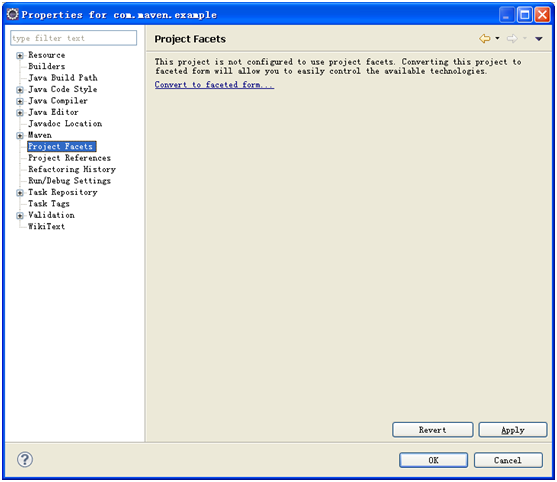 Properties for com.maven.example
type filter text
Project Facets
Resource
Builders
Java Build Path
Java Code Style
Java Compiler
Java Editor
Javadoc Location
Maven
Project Facets
Project References
Refactoring History
Run/Debug Settings
Task Repository
Task Tags
Validation
WikiText
This project is not configured to use project facets. Converting this project to
faceted form will allow you to easily control the available technologies.
Convert to faceted form...
Revert
Apply
?
OK
Cancel